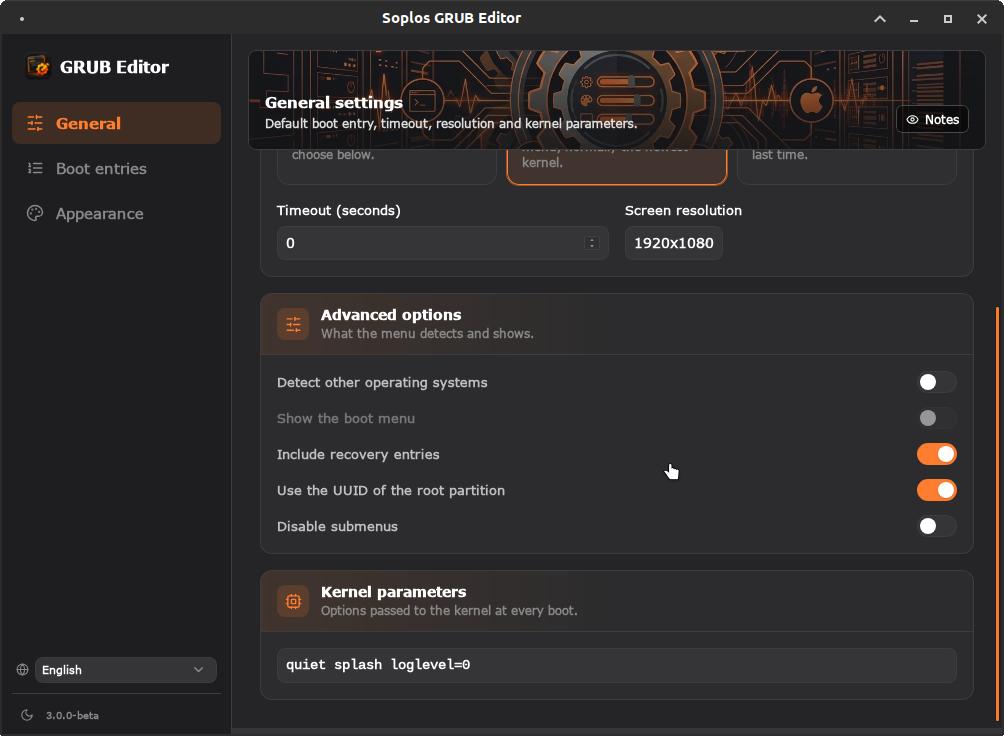 Soplos GRUB Editor
GRUB Editor
General
Boot entries
Appearance
English
3.0.0-beta
General settings
Default boot entry, timeout, resolution and kernel parameters.
Notes
choose below.
kernel.
last time.
Timeout (seconds)
Screen resolution
0
1920x1080
Advanced options
What the menu detects and shows.
Detect other operating systems
Show the boot menu
Include recovery entries
Use the UUID of the root partition
Disable submenus
Kernel parameters
Options passed to the kernel at every boot.
quiet splash loglevel=0